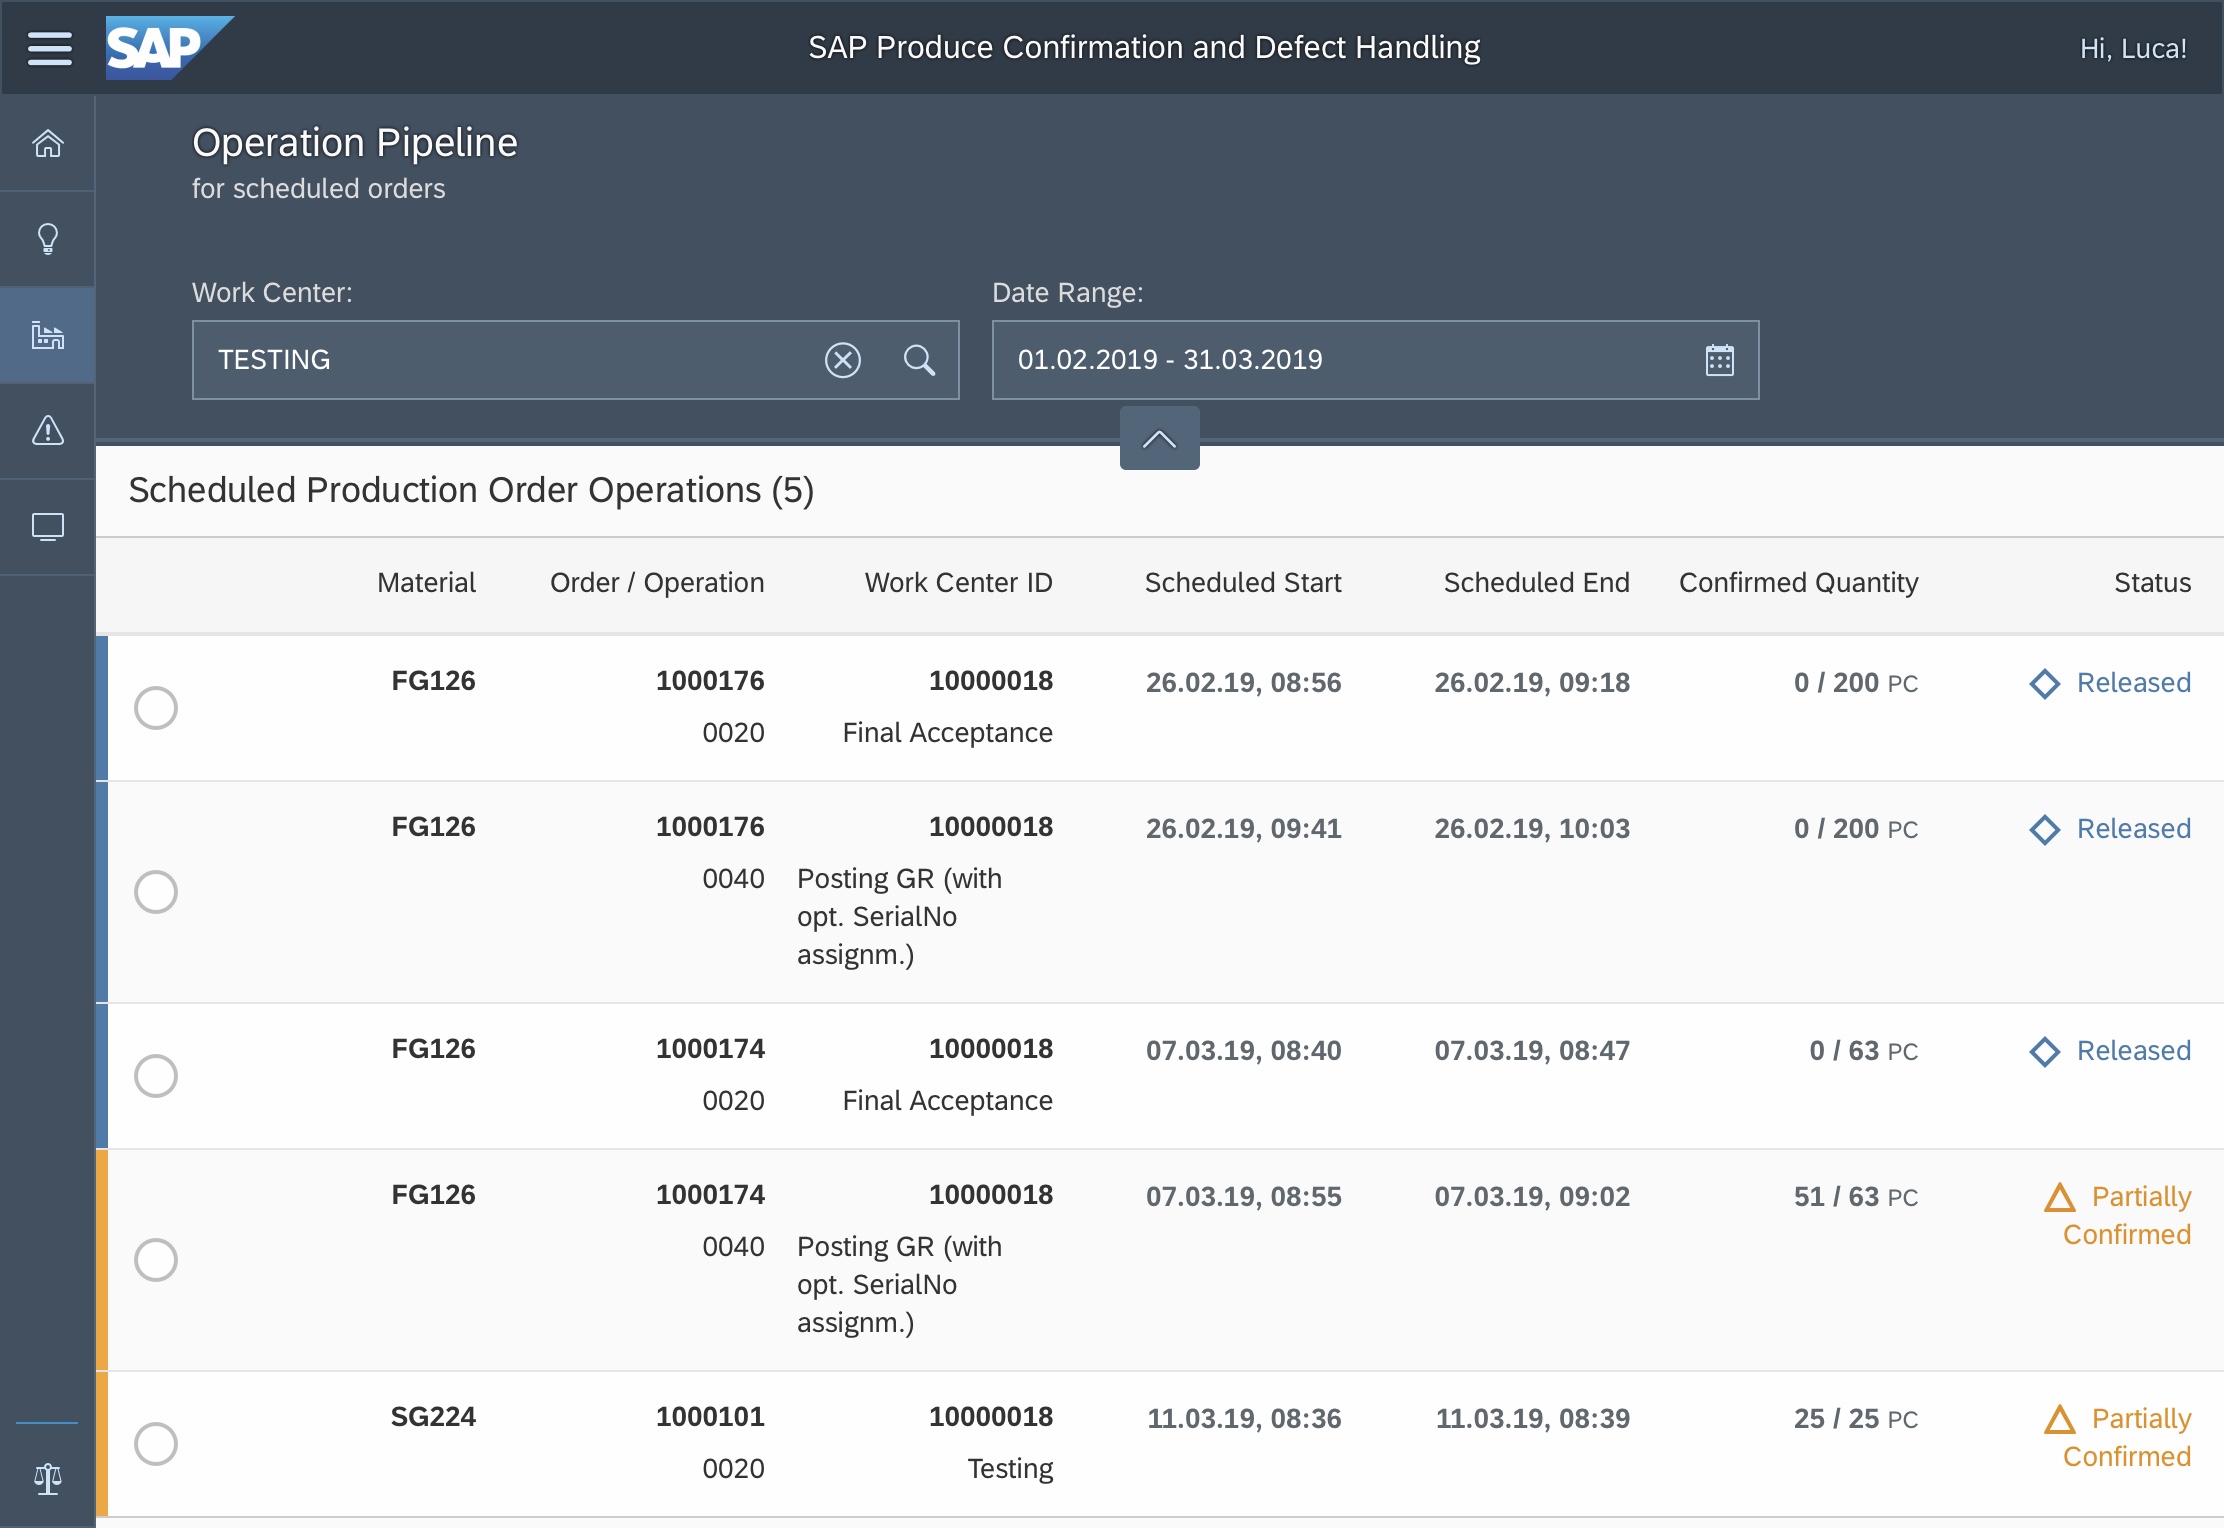 SAP
SAP Produce Confirmation and Defect Handling
Hi, Luca!
Operation Pipeline
for scheduled orders
Work Center:
Date Range:
TESTING
01.02.2019 - 31.03.2019
Scheduled Production Order Operations (5)
Material Order / Operation Work Center ID Scheduled Start Scheduled End Confirmed Quantity Status
FG126 1000176 10000018 26.02.19, 08:56 26.02.19, 09:18 0 / 200 PC Released
0020 Final Acceptance
FG126 1000176 10000018 26.02.19, 09:41 26.02.19, 10:03 0 / 200 PC Released
0040 Posting GR (with
opt. SerialNo
assignm.)
FG126 1000174 10000018 07.03.19, 08:40 07.03.19, 08:47 0 / 63 PC Released
0020 Final Acceptance
FG126 1000174 10000018 07.03.19, 08:55 07.03.19, 09:02 51 / 63 PC Partially
Confirmed
0040 Posting GR (with
opt. SerialNo
assignm.)
SG224 1000101 10000018 11.03.19, 08:36 11.03.19, 08:39 25 / 25 PC Partially
Confirmed
0020 Testing